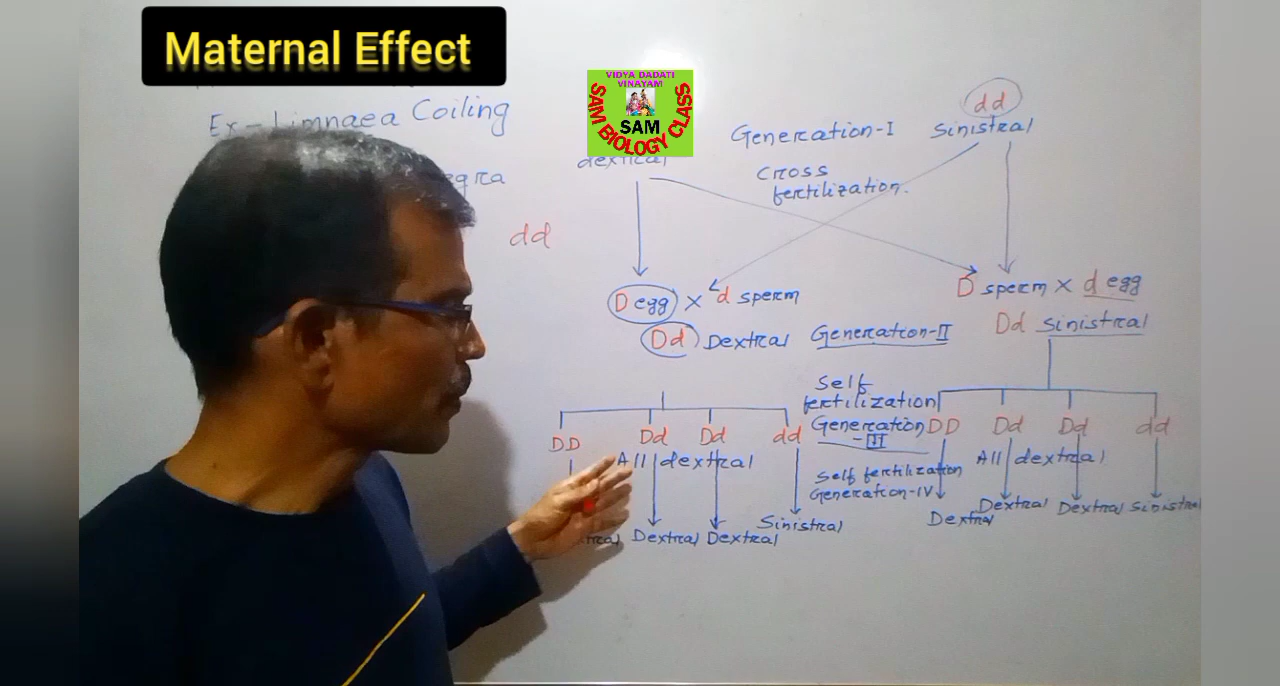 Maternal Effect
Ex- Limnaea Coiling
VIDYA DADATI
VINAYAM
SAM BIOLOGY CLASS
SAM
dextral
Generation-I
dd
Sinistral
Cross
fertilization.
dd
D egg × d sperm
D sperm × d egg
Dd Dextral Generation-II
Dd Sinistral
Self
fertilization
Generation
-III
DD Dd Dd dd
All dextral
DD Dd Dd dd
All dextral
Self fertilization
Generation-IV
Dextral Dextral Sinistral
Dextral Dextral Dextral Sinistral